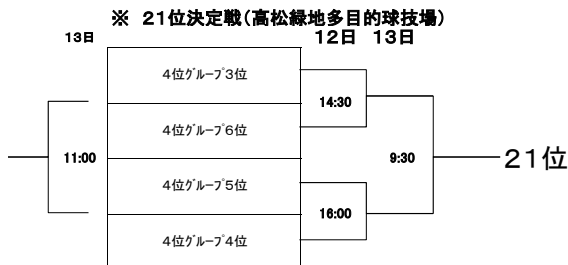 ※ 21位決定戦(高松緑地多目的球技場)
13日 12日 13日
4位ｸﾞﾙｰﾌﾟ3位
14:30
4位ｸﾞﾙｰﾌﾟ6位
11:00 9:30 21位
4位ｸﾞﾙｰﾌﾟ5位
16:00
4位ｸﾞﾙｰﾌﾟ4位